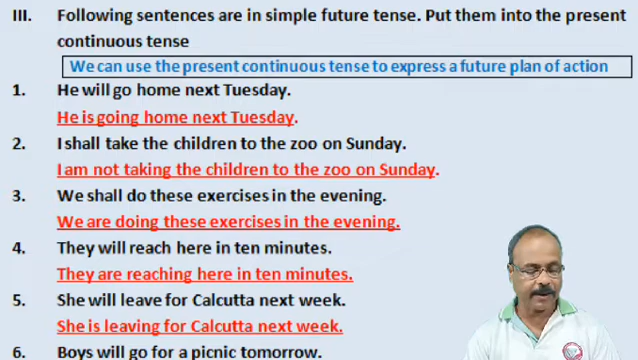 III. Following sentences are in simple future tense. Put them into the present
continuous tense
We can use the present continuous tense to express a future plan of action
1. He will go home next Tuesday.
He is going home next Tuesday.
2. I shall take the children to the zoo on Sunday.
I am not taking the children to the zoo on Sunday.
3. We shall do these exercises in the evening.
We are doing these exercises in the evening.
4. They will reach here in ten minutes.
They are reaching here in ten minutes.
5. She will leave for Calcutta next week.
She is leaving for Calcutta next week.
6. Boys will go for a picnic tomorrow.